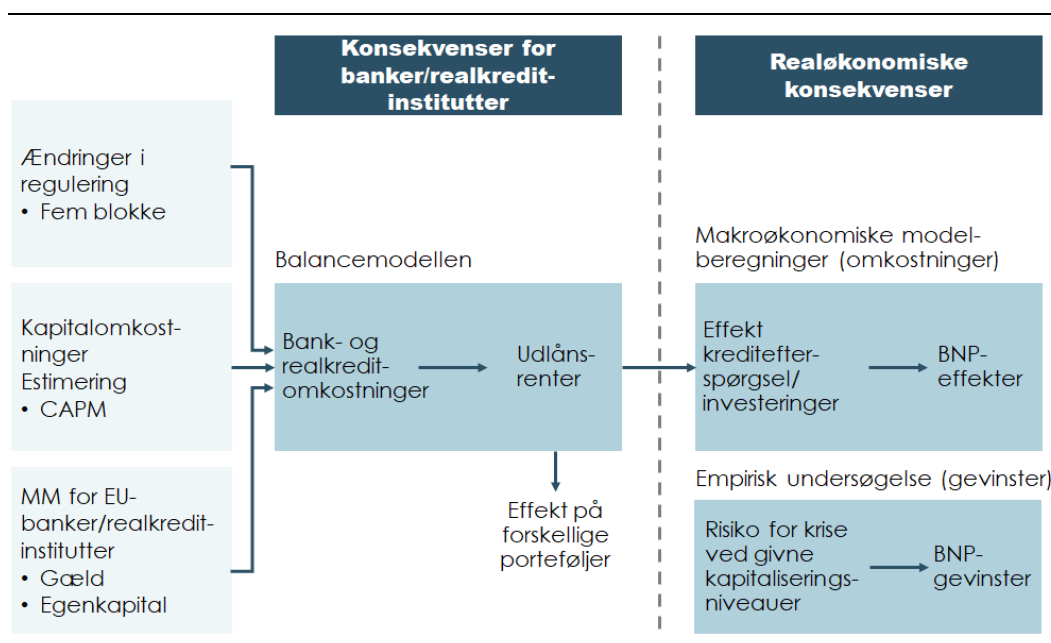 Konsekvenser for
banker/realkredit-
institutter
Realøkonomiske
konsekvenser
Ændringer i
regulering
• Fem blokke
Kapitalomkost-
ninger
Estimering
• CAPM
MM for EU-
banker/realkredit-
institutter
• Gæld
• Egenkapital
Balancemodellen
Bank- og
realkredit-
omkostninger
Udlåns-
renter
Effekt på
forskellige
porteføljer
Makroøkonomiske model-
beregninger (omkostninger)
Effekt
kreditefter-
spørgsel/
investeringer
BNP-
effekter
Empirisk undersøgelse (gevinster)
Risiko for krise
ved givne
kapitaliserings-
niveauer
BNP-
gevinster